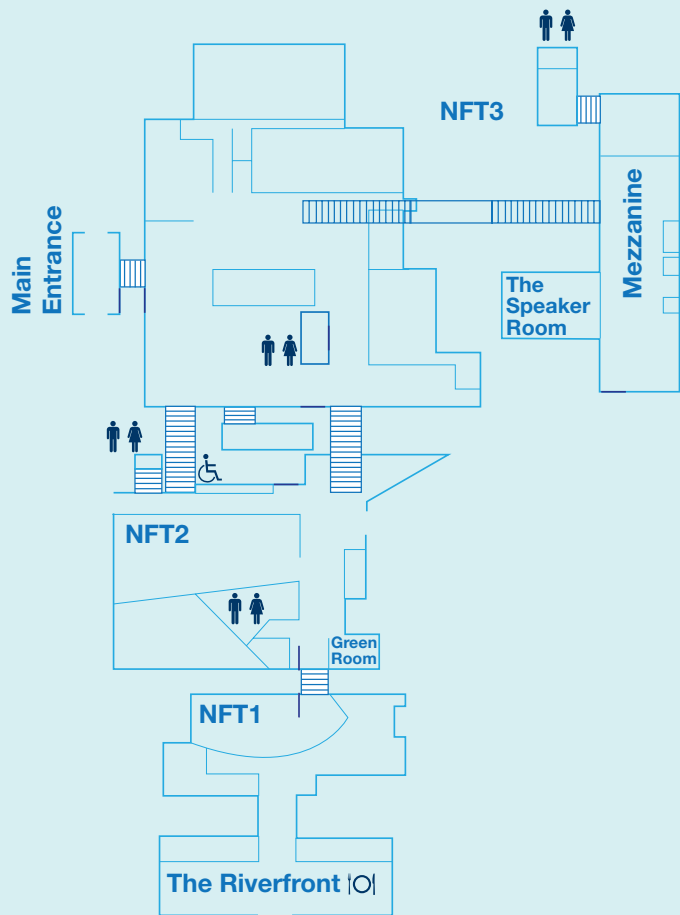 NFT3
Main
Entrance
Mezzanine
The
Speaker
Room
NFT2
Green
Room
NFT1
The Riverfront